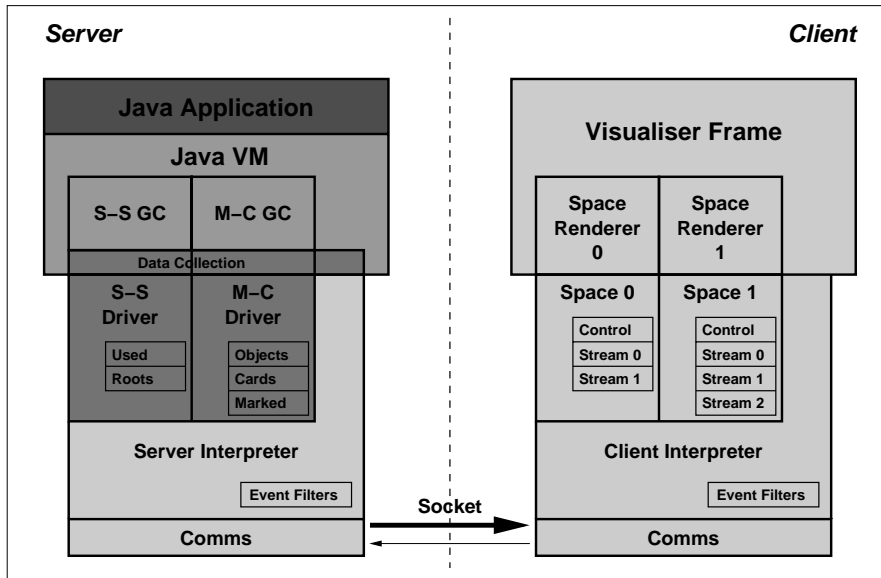 Server
Client
Java Application
Java VM
S–S GC
M–C GC
Data Collection
S–S
Driver
M–C
Driver
Used
Roots
Objects
Cards
Marked
Server Interpreter
Event Filters
Comms
Socket
Visualiser Frame
Space
Renderer
0
Space
Renderer
1
Space 0
Space 1
Control
Stream 0
Stream 1
Control
Stream 0
Stream 1
Stream 2
Client Interpreter
Event Filters
Comms